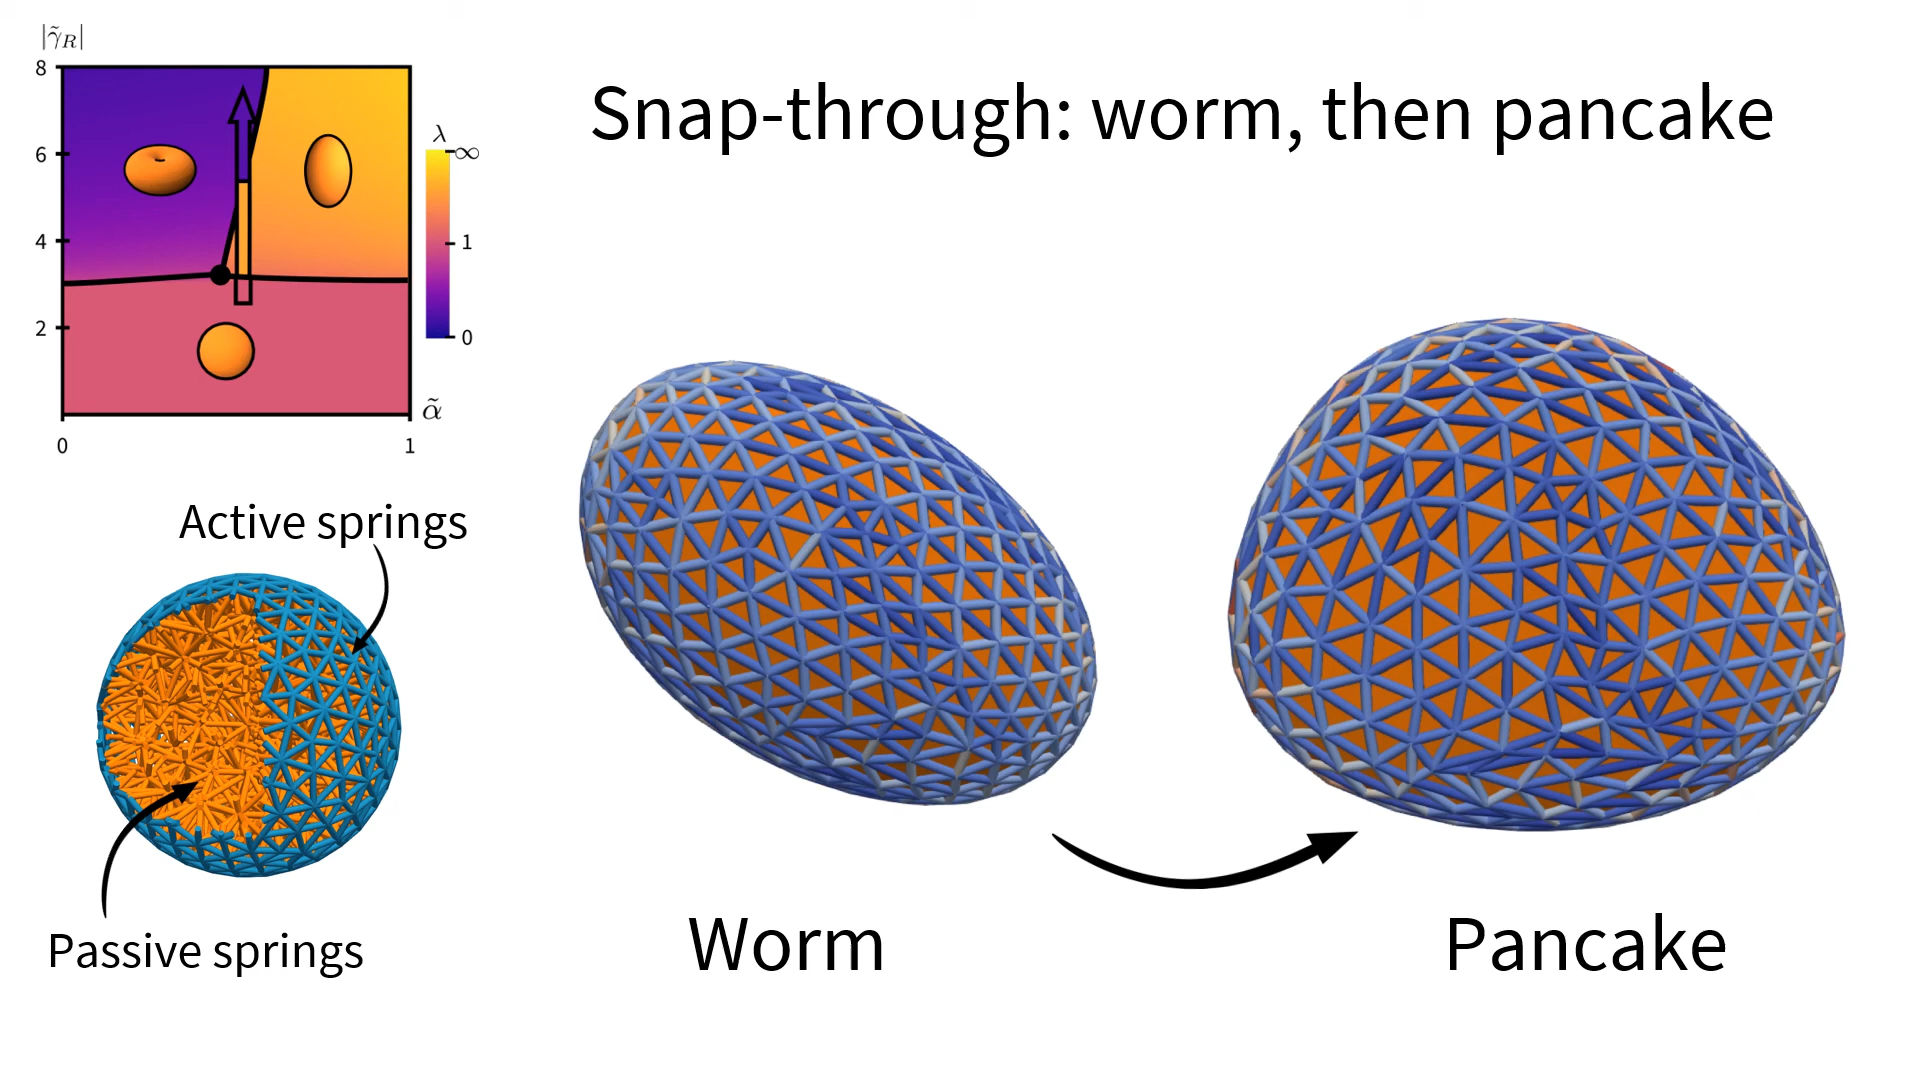 |γ̃_R|
8
Snap-through: worm, then pancake
λ
∞
6
4
1
2
0
α̃
0
1
Active springs
Passive springs
Worm
Pancake